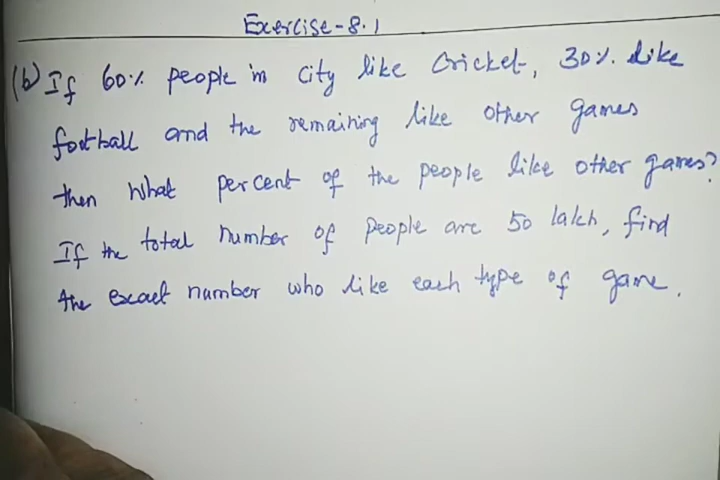 Exercise-8.1
(b) If 60% people in city like Cricket, 30% like
football and the remaining like other games
then what per cent of the people like other games?
If the total number of people are 50 lakh, find
the exact number who like each type of game.